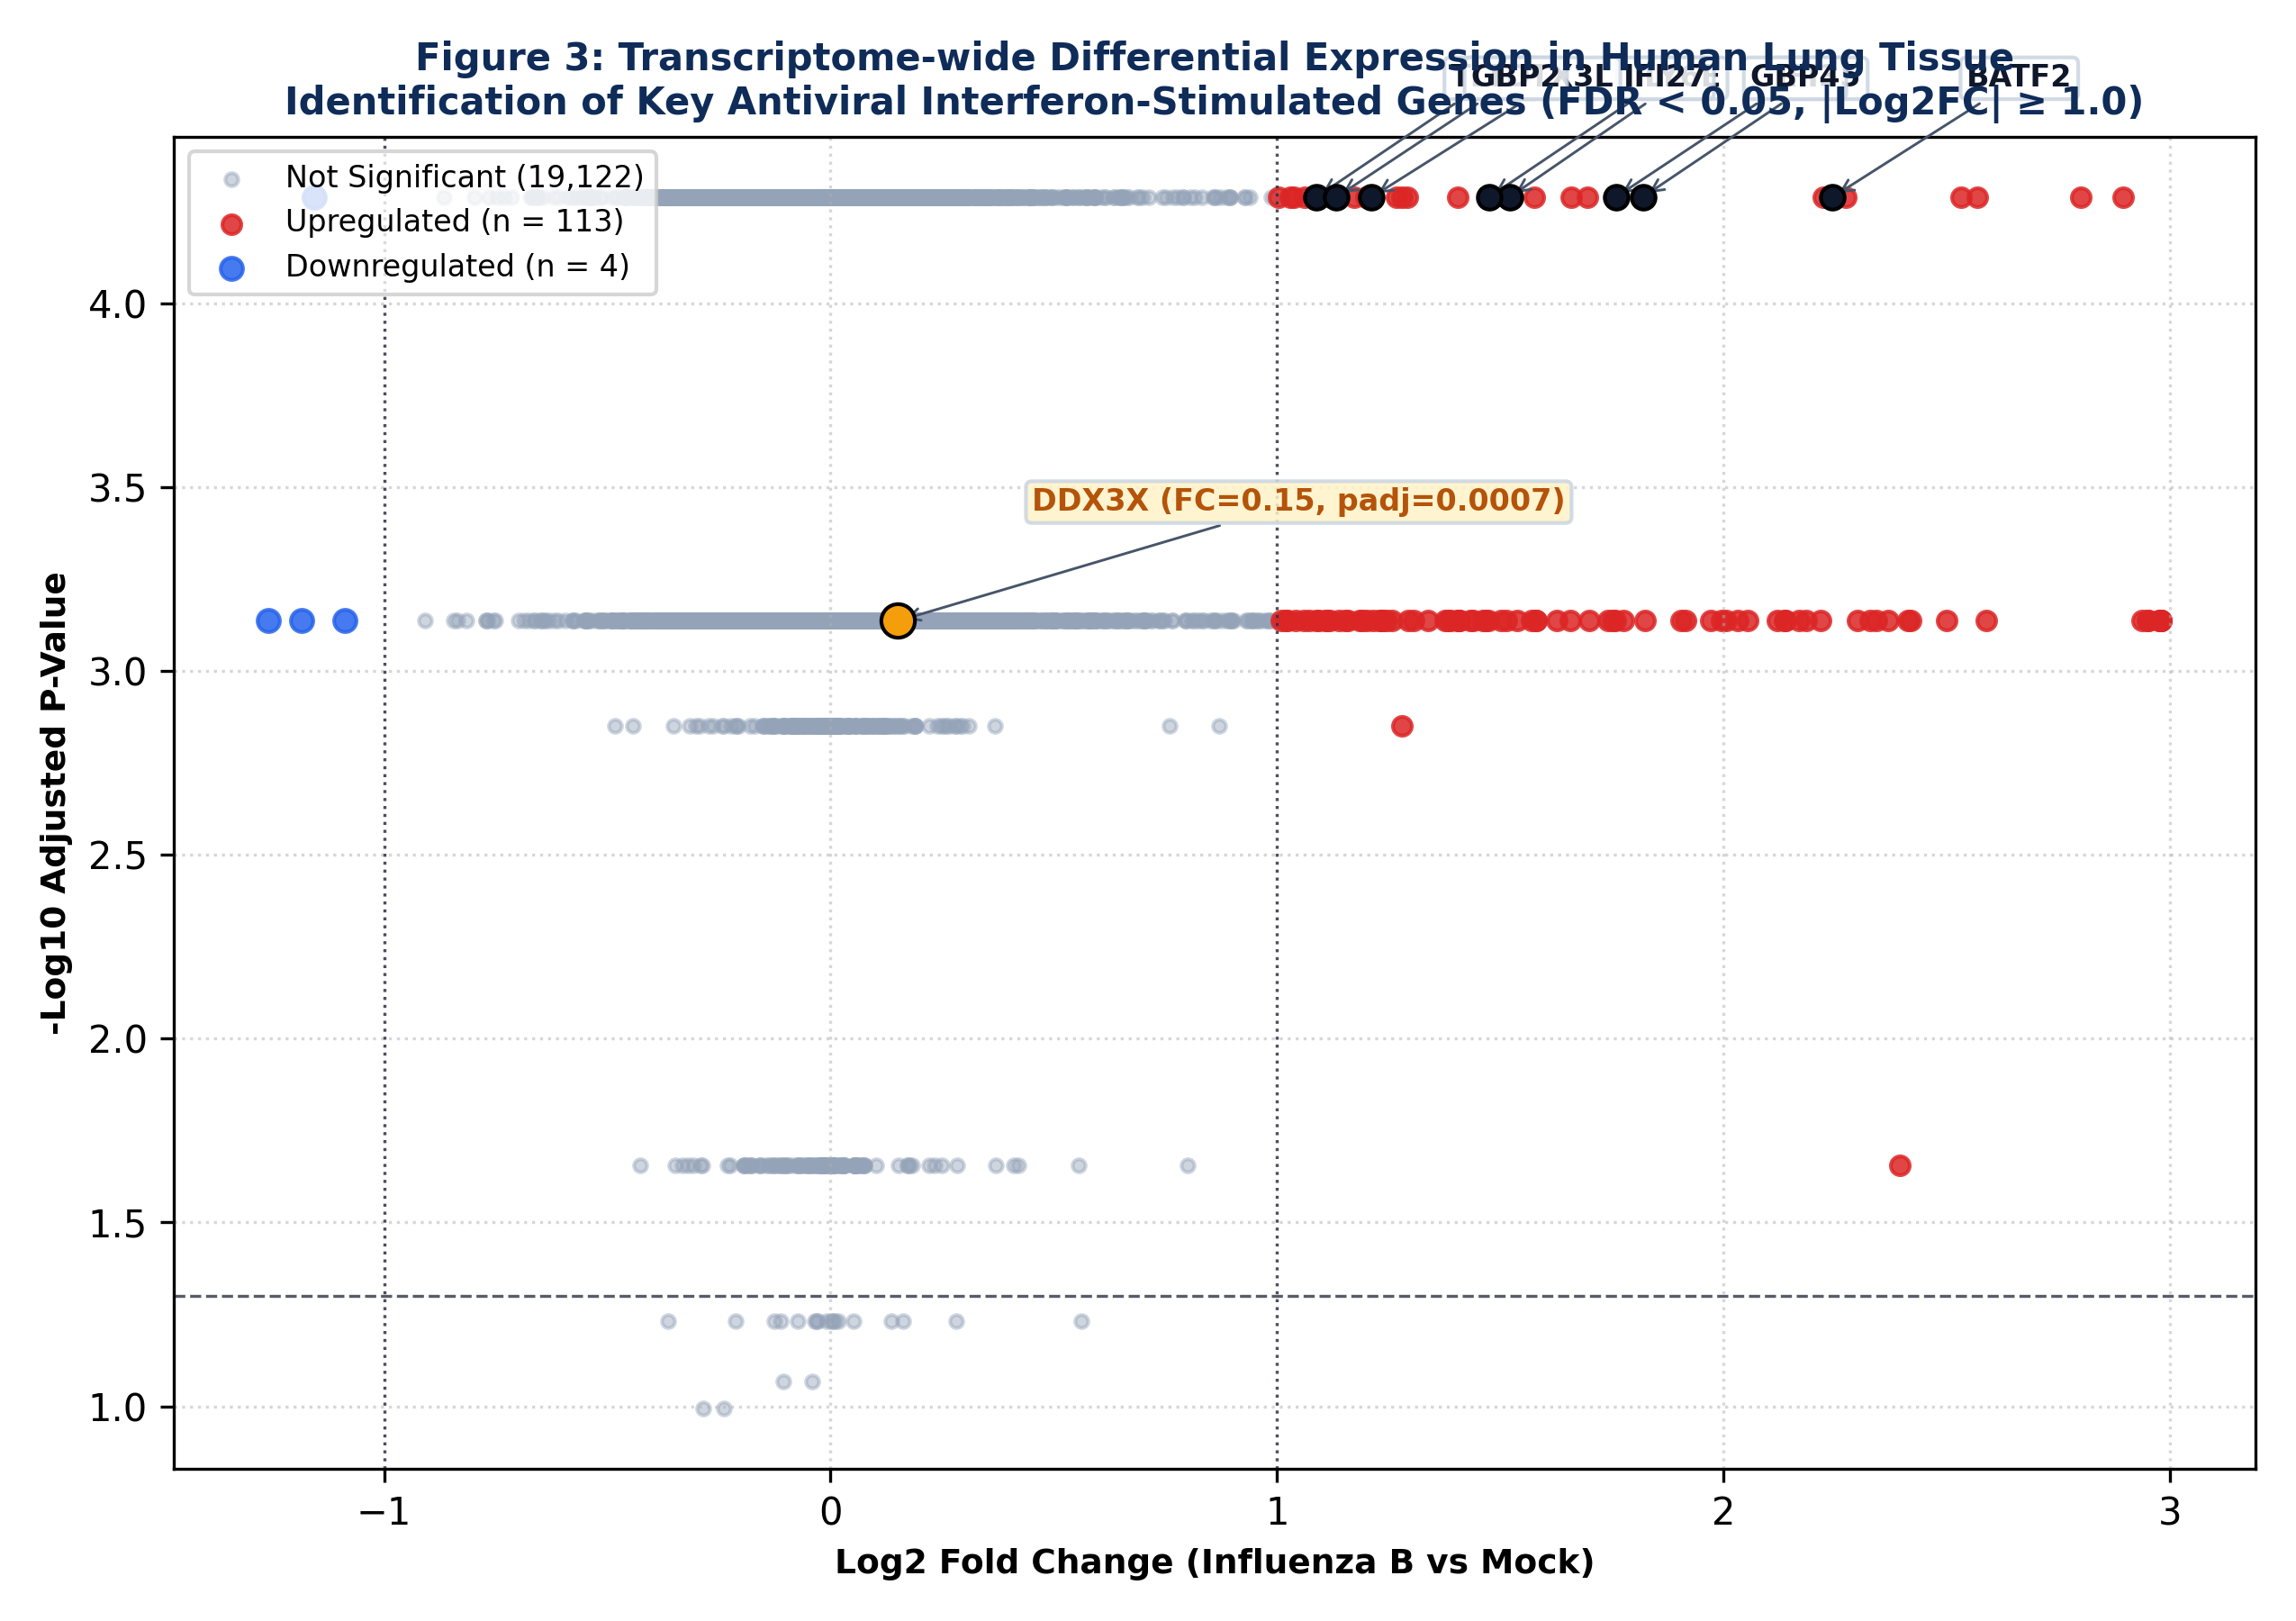 Figure 3: Transcriptome-wide Differential Expression in Human Lung Tissue
Identification of Key Antiviral Interferon-Stimulated Genes (FDR < 0.05, |Log2FC| ≥ 1.0)
GBP2
IFI27
GBP45
BATF2
Not Significant (19,122)
Upregulated (n = 113)
Downregulated (n = 4)
DDX3X (FC=0.15, padj=0.0007)
-Log10 Adjusted P-Value
4.0
3.5
3.0
2.5
2.0
1.5
1.0
−1
0
1
2
3
Log2 Fold Change (Influenza B vs Mock)